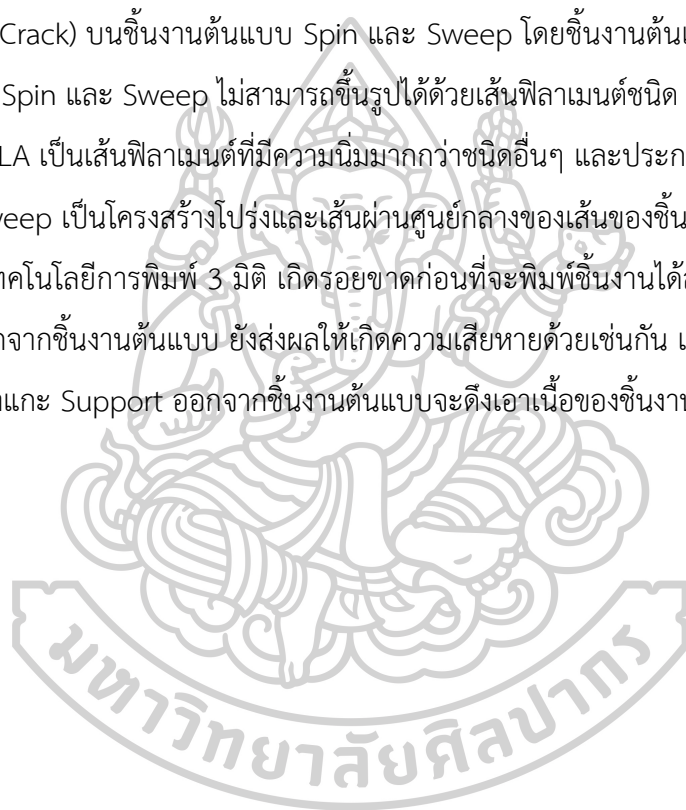 Crack) บนชิ้นงานต้นแบบ Spin และ Sweep โดยชิ้นงานต้นแ
Spin และ Sweep ไม่สามารถขึ้นรูปได้ด้วยเส้นฟิลาเมนต์ชนิด
LA เป็นเส้นฟิลาเมนต์ที่มีความนิ่มมากกว่าชนิดอื่นๆ และประก
weep เป็นโครงสร้างโปร่งและเส้นผ่านศูนย์กลางของเส้นของชิ้น
ทคโนโลยีการพิมพ์ 3 มิติ เกิดรอยขาดก่อนที่จะพิมพ์ชิ้นงานได้ส
จากชิ้นงานต้นแบบ ยังส่งผลให้เกิดความเสียหายด้วยเช่นกัน เ
แกะ Support ออกจากชิ้นงานต้นแบบจะดึงเอาเนื้อของชิ้นงาน
มหาวิทยาลัยศิลปากร